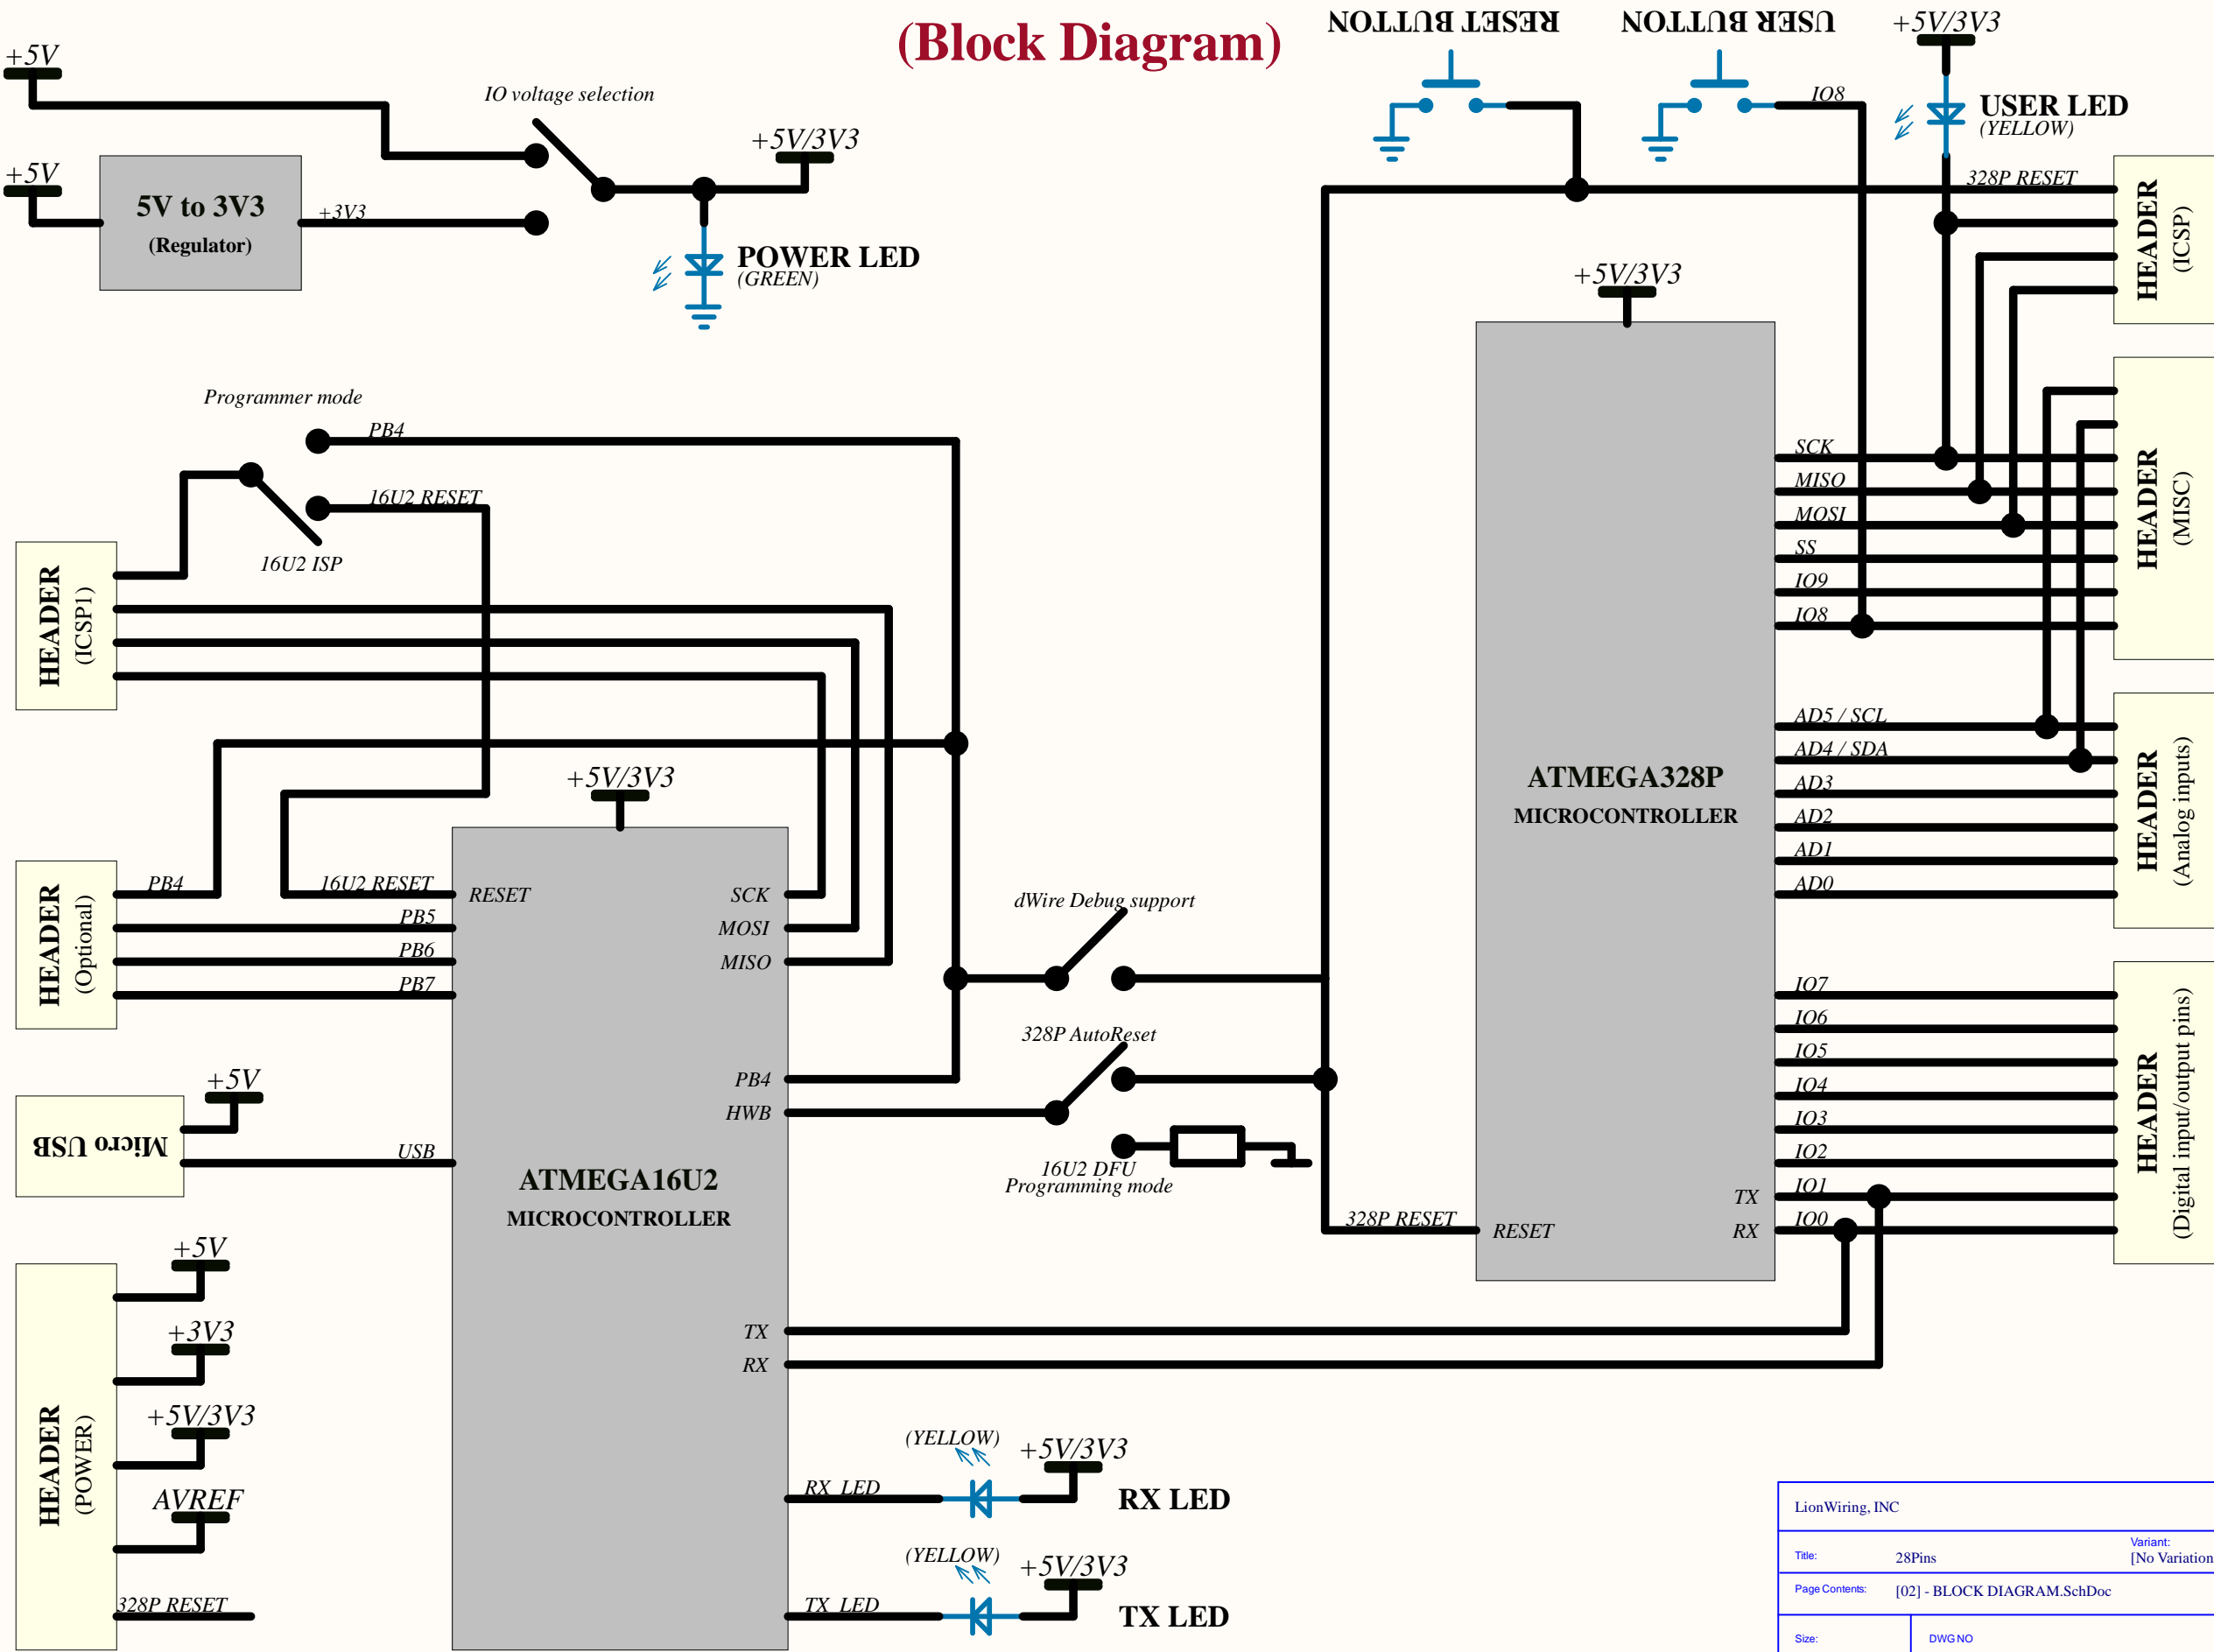 (Block Diagram)
RESET BUTTON
USER BUTTON
+5V/3V3
+5V
IO voltage selection
+5V/3V3
IO8
USER LED
(YELLOW)
+5V
5V to 3V3
(Regulator)
+3V3
POWER LED
(GREEN)
328P RESET
HEADER
(ICSP)
+5V/3V3
Programmer mode
PB4
16U2 RESET
16U2 ISP
HEADER
(ICSP1)
SCK
MISO
MOSI
SS
IO9
IO8
HEADER
(MISC)
AD5 / SCL
AD4 / SDA
AD3
AD2
AD1
AD0
HEADER
(Analog inputs)
ATMEGA328P
MICROCONTROLLER
+5V/3V3
HEADER
(Optional)
PB4
16U2 RESET
PB5
PB6
PB7
RESET
SCK
MOSI
MISO
dWire Debug support
328P AutoReset
PB4
HWB
16U2 DFU
Programming mode
+5V
Micro USB
USB
ATMEGA16U2
MICROCONTROLLER
IO7
IO6
IO5
IO4
IO3
IO2
TX
IO1
RX
IO0
HEADER
(Digital input/output pins)
328P RESET
RESET
+5V
+3V3
+5V/3V3
AVREF
328P RESET
HEADER
(POWER)
TX
RX
(YELLOW)
+5V/3V3
RX LED
RX LED
(YELLOW)
+5V/3V3
TX LED
TX LED
LionWiring, INC
Title:
28Pins
Variant:
[No Variation
Page Contents:
[02] - BLOCK DIAGRAM.SchDoc
Size:
DWG NO